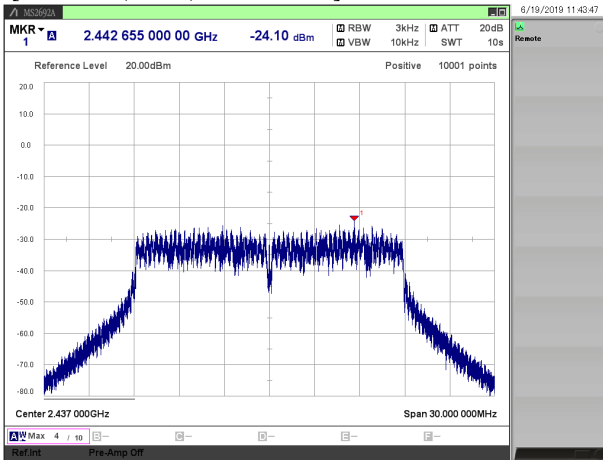 MS2692A
6/19/2019 11:43:47
MKR 1 A 2.442 655 000 00 GHz -24.10 dBm
A RBW 3kHz A ATT 20dB
A VBW 10kHz SWT 10s
Remote
Reference Level 20.00dBm Positive 10001 points
20.0
10.0
0.0
-10.0
-20.0
1
-30.0
-40.0
-50.0
-60.0
-70.0
-80.0
Center 2.437 000GHz Span 30.000 000MHz
A W Max 4 / 10 B- C- D- E- F-
Ref.Int Pre-Amp Off